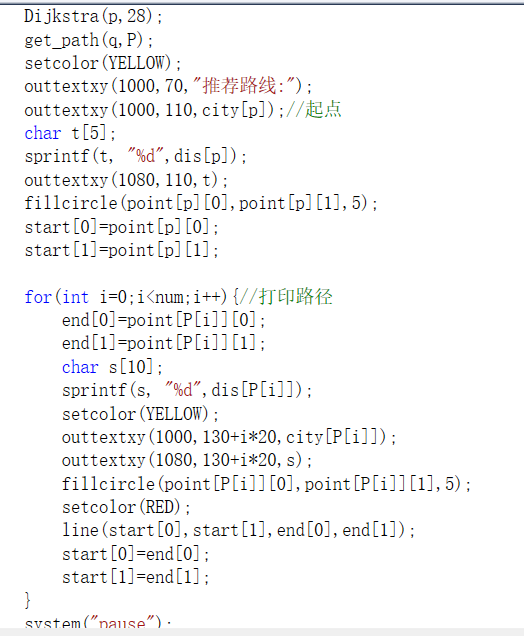 Dijkstra(p,28);
get_path(q,P);
setcolor(YELLOW);
outtextxy(1000,70,"推荐路线:");
outtextxy(1000,110,city[p]);//起点
char t[5];
sprintf(t, "%d",dis[p]);
outtextxy(1080,110,t);
fillcircle(point[p][0],point[p][1],5);
start[0]=point[p][0];
start[1]=point[p][1];

for(int i=0;i<num;i++){//打印路径
    end[0]=point[P[i]][0];
    end[1]=point[P[i]][1];
    char s[10];
    sprintf(s, "%d",dis[P[i]]);
    setcolor(YELLOW);
    outtextxy(1000,130+i*20,city[P[i]]);
    outtextxy(1080,130+i*20,s);
    fillcircle(point[P[i]][0],point[P[i]][1],5);
    setcolor(RED);
    line(start[0],start[1],end[0],end[1]);
    start[0]=end[0];
    start[1]=end[1];
}
system("pause");